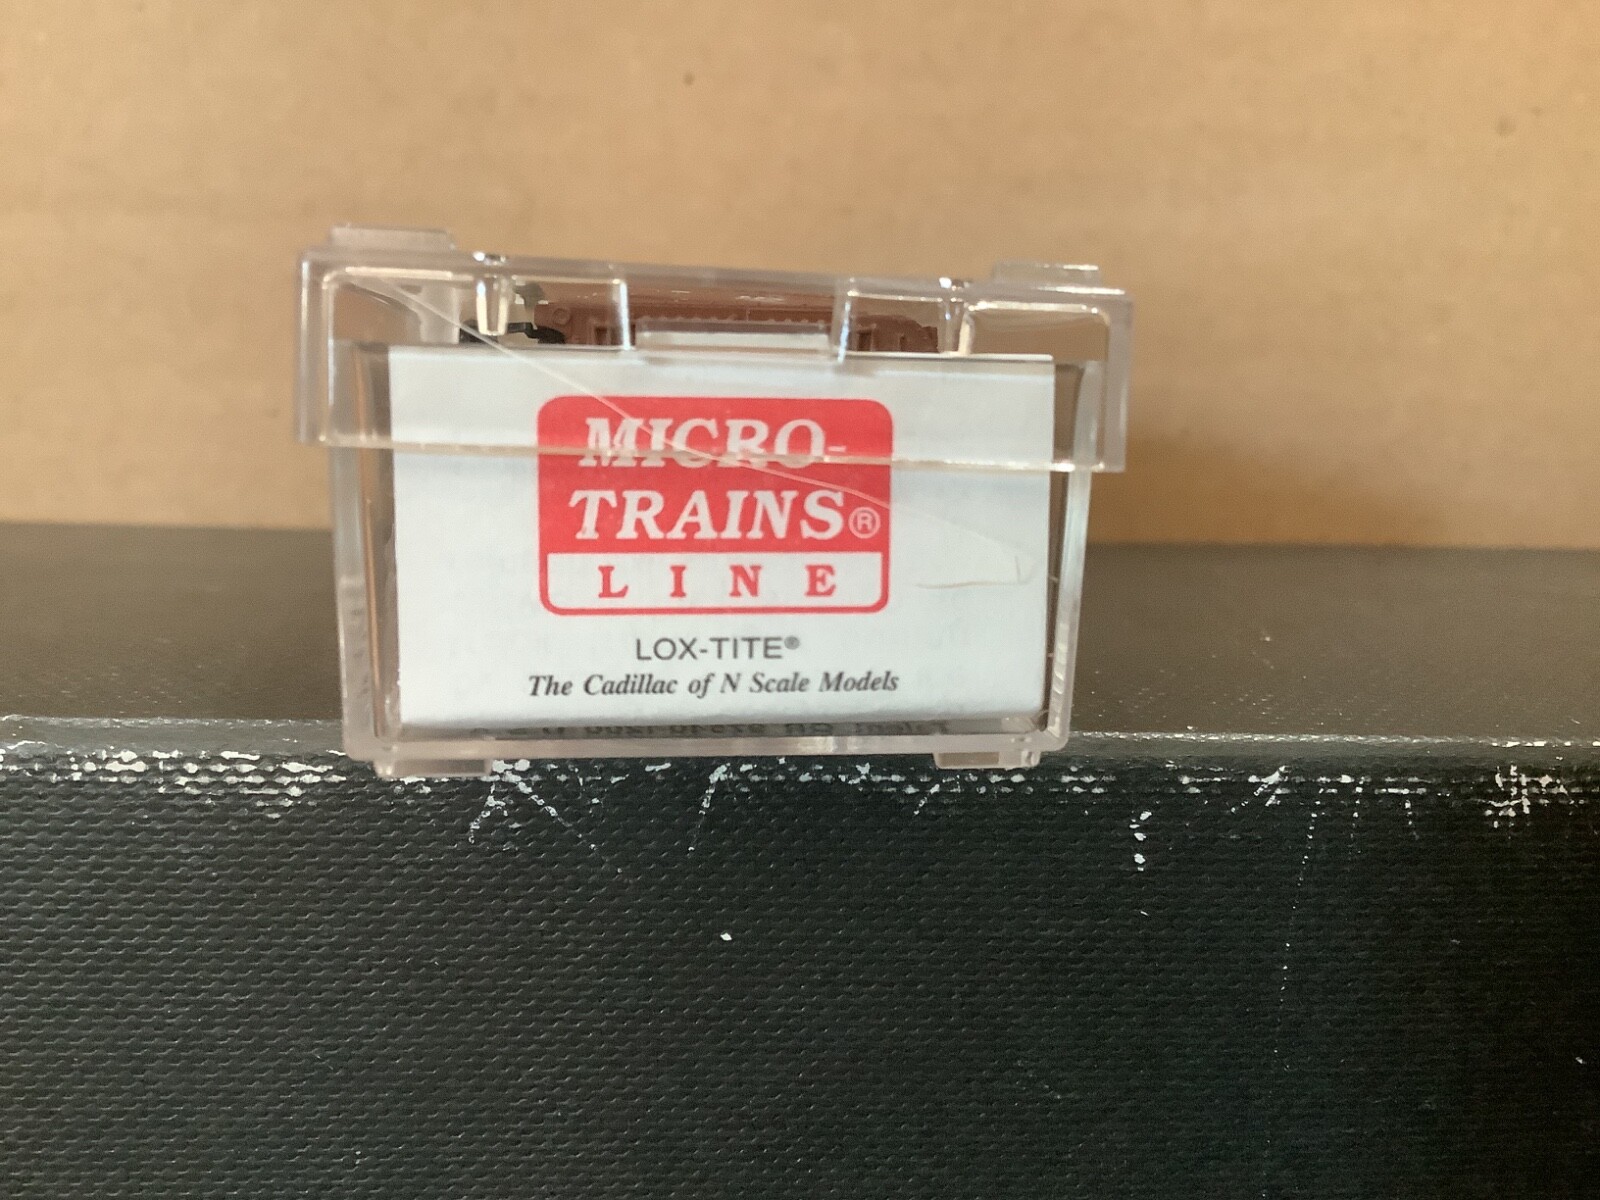 MICRO-
TRAINS®
LINE
LOX-TITE®
The Cadillac of N Scale Models